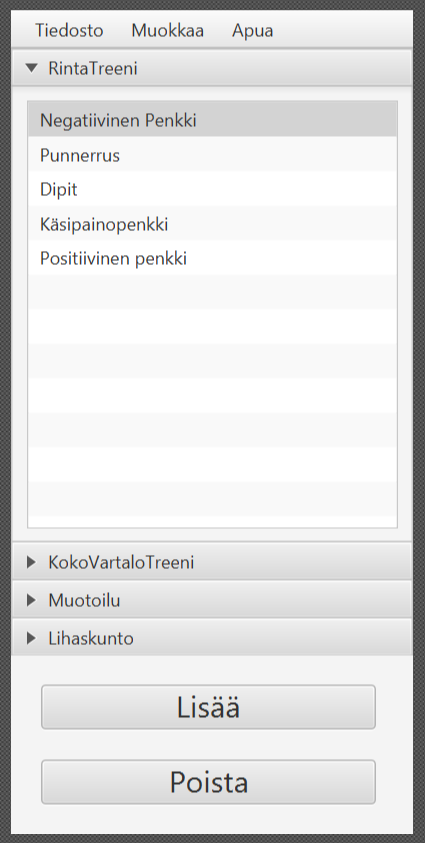 Tiedosto Muokkaa Apua
RintaTreeni
Negatiivinen Penkki
Punnerrus
Dipit
Käsipainopenkki
Positiivinen penkki
KokoVartaloTreeni
Muotoilu
Lihaskunto
Lisää
Poista